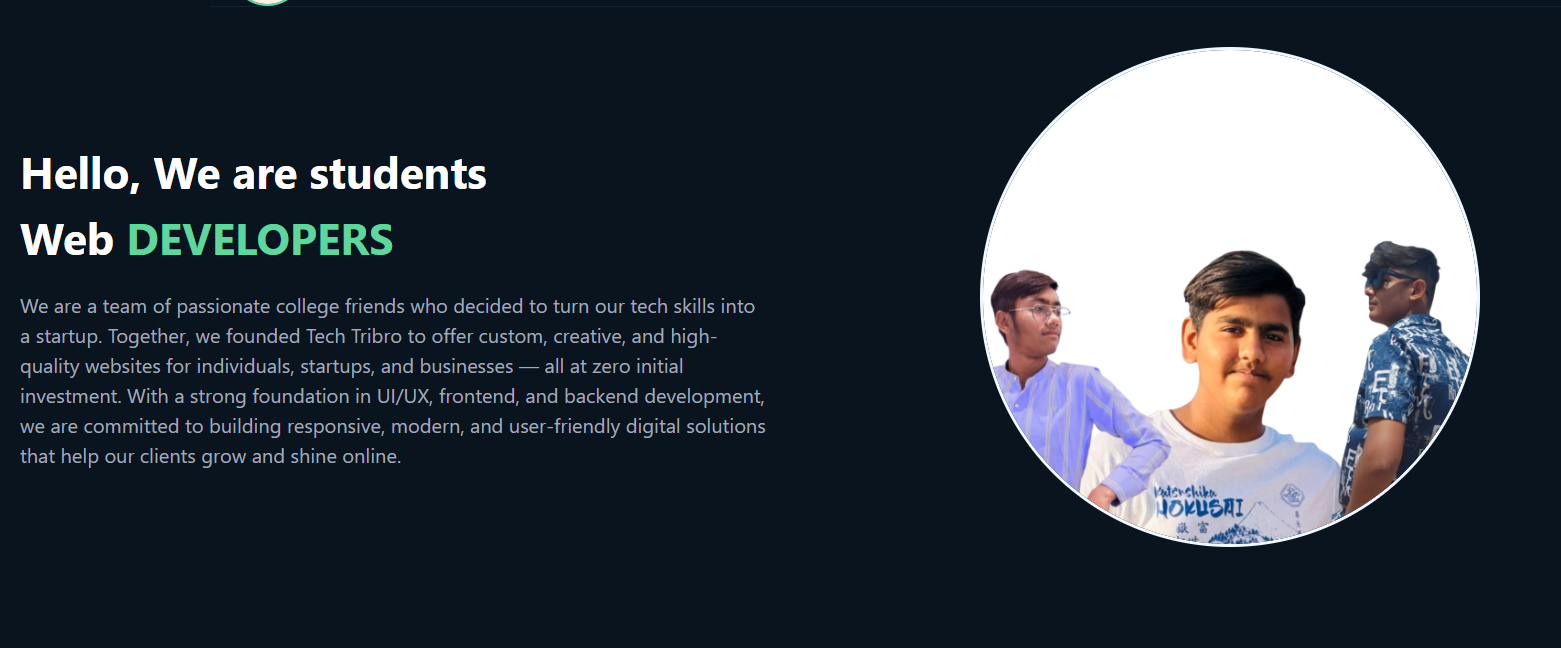 Hello, We are students
Web DEVELOPERS
We are a team of passionate college friends who decided to turn our tech skills into
a startup. Together, we founded Tech Tribro to offer custom, creative, and high-
quality websites for individuals, startups, and businesses — all at zero initial
investment. With a strong foundation in UI/UX, frontend, and backend development,
we are committed to building responsive, modern, and user-friendly digital solutions
that help our clients grow and shine online.
Katsushika
HOKUSAI
嶽 富